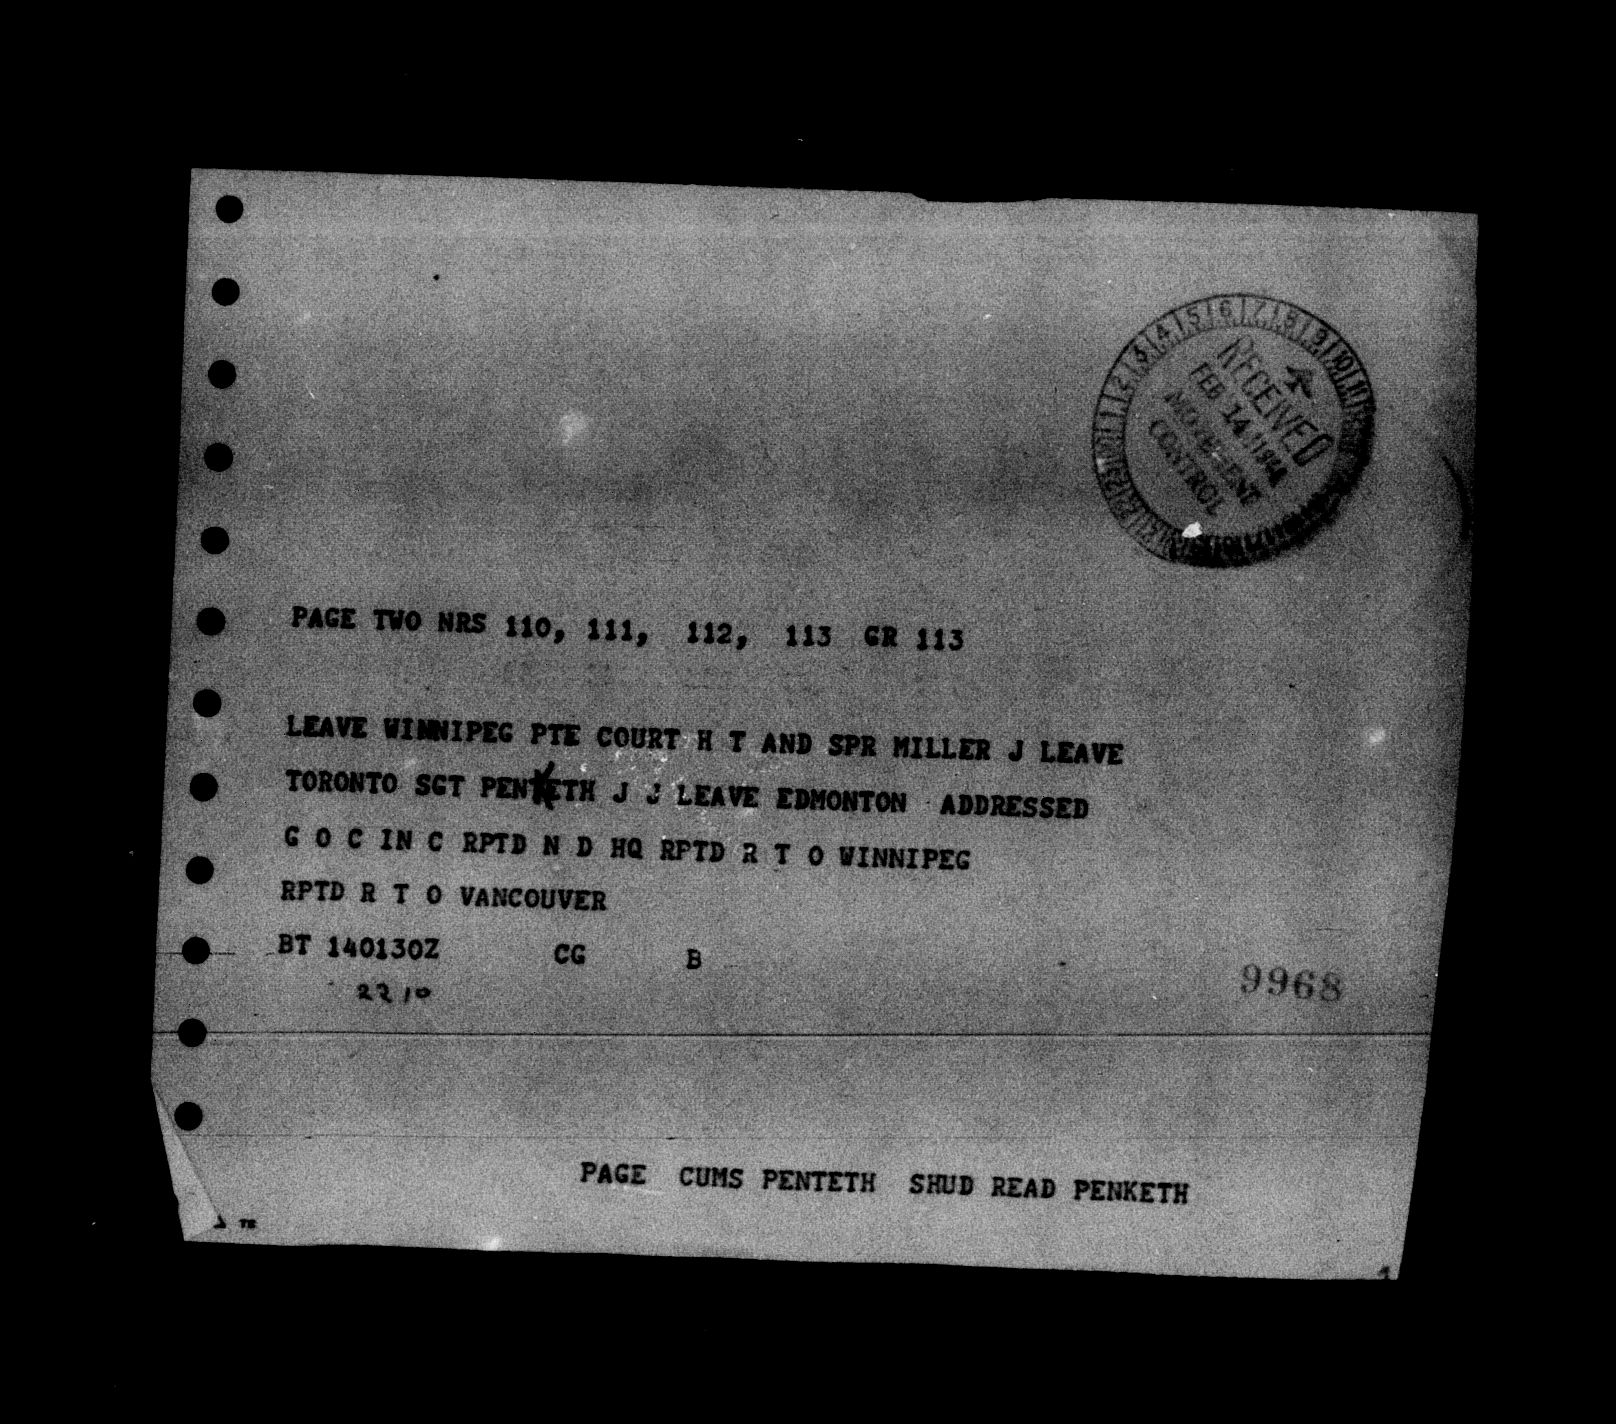 RECEIVED
FEB 14
MOVEMENT
CONTROL
PAGE TWO NRS 110, 111, 112, 113 GR 113
LEAVE WINNIPEG PTE COURT H T AND SPR MILLER J LEAVE
TORONTO SGT PENKETH J J LEAVE EDMONTON ADDRESSED
G O C IN C RPTD N D HQ RPTD R T O WINNIPEG
RPTD R T O VANCOUVER
BT 140130Z CG B
2210
9968
PAGE CUMS PENTETH SHUD READ PENKETH